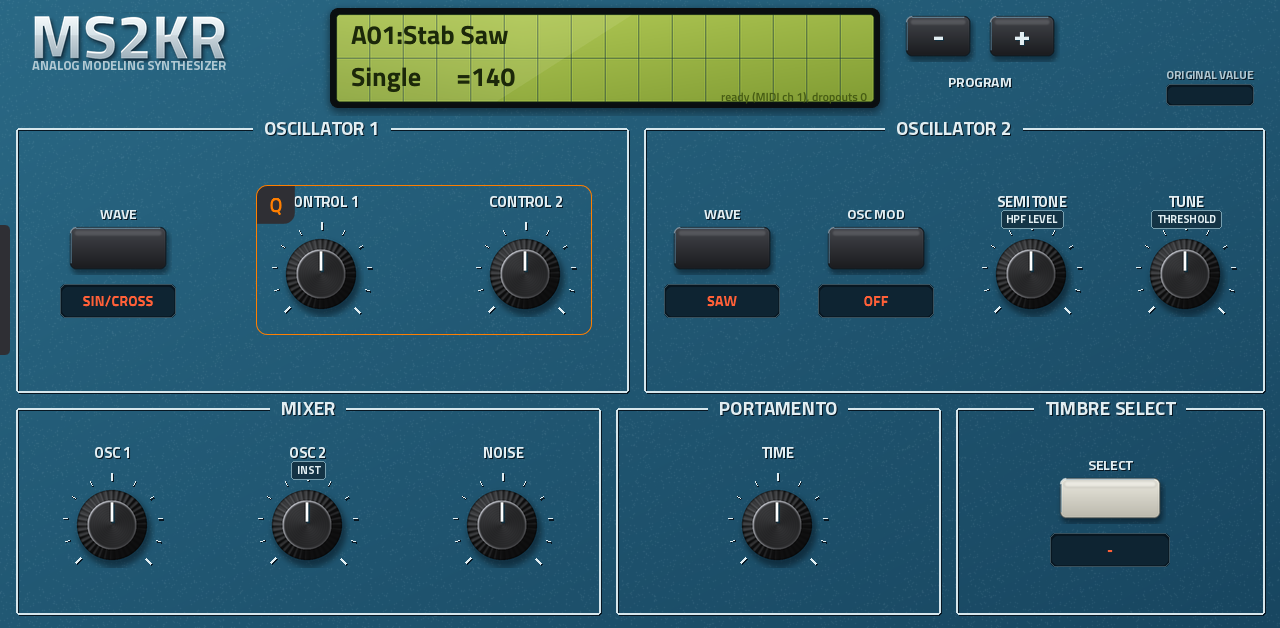 MS2KR
ANALOG MODELING SYNTHESIZER
A01:Stab Saw
Single =140
ready (MIDI ch 1), dropouts 0
-
+
PROGRAM
ORIGINAL VALUE
OSCILLATOR 1
WAVE
SIN/CROSS
Q
ONTROL 1
CONTROL 2
OSCILLATOR 2
WAVE
SAW
OSC MOD
OFF
SEMITONE
HPF LEVEL
TUNE
THRESHOLD
MIXER
OSC 1
OSC 2
INST
NOISE
PORTAMENTO
TIME
TIMBRE SELECT
SELECT
-